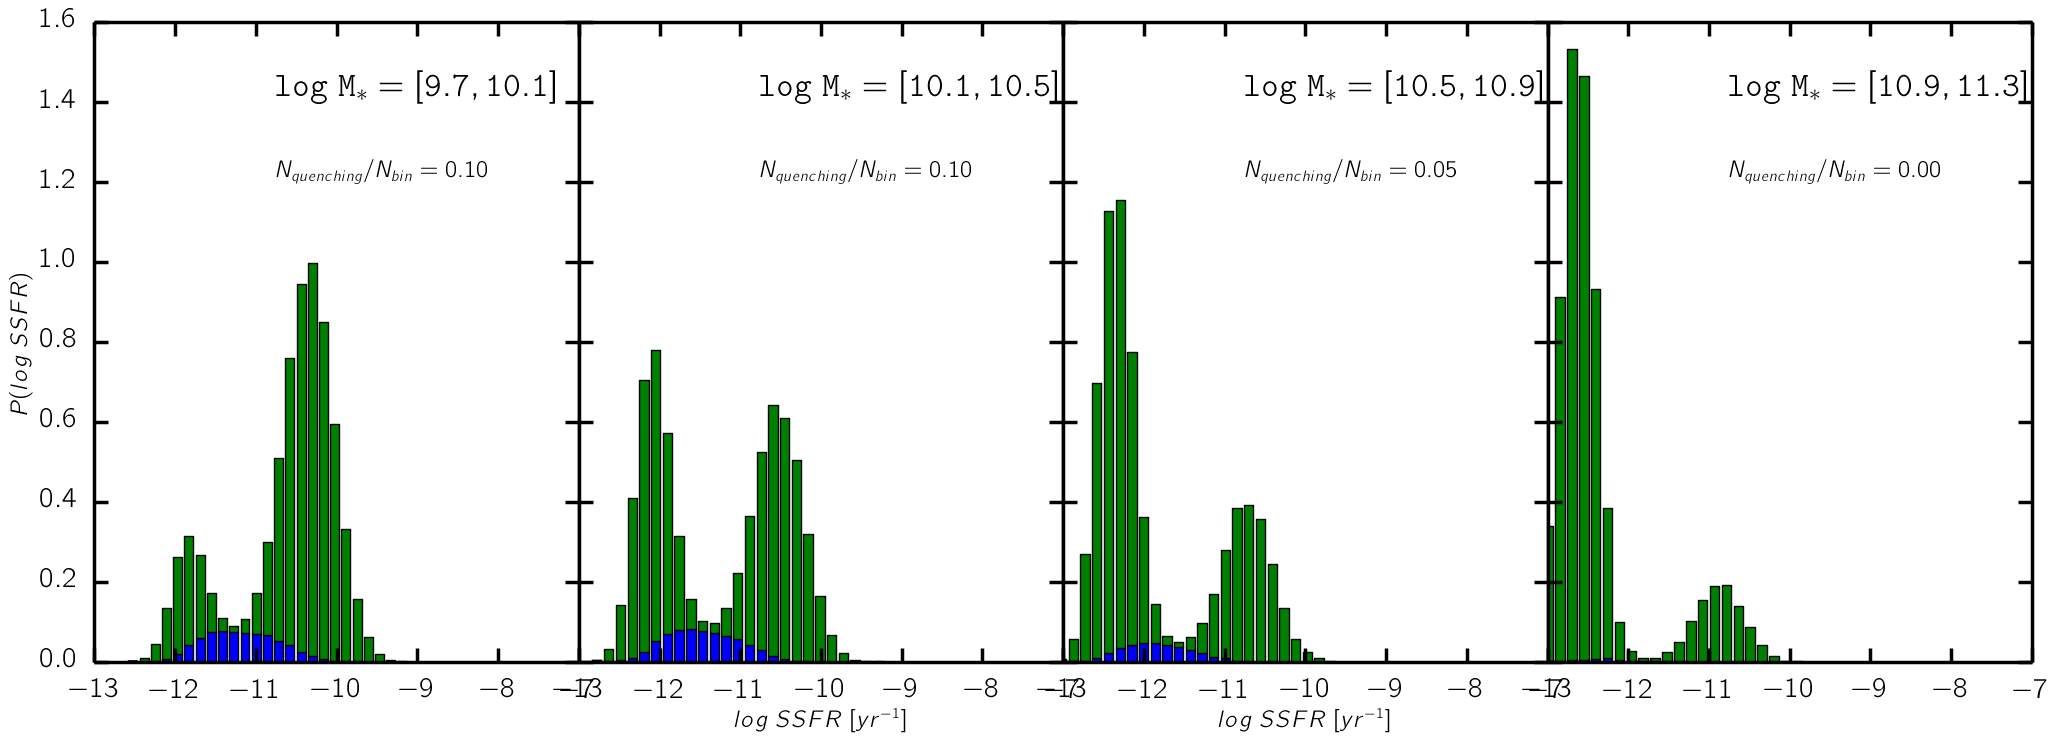 log M* = [9.7, 10.1]
N_quenching/N_bin = 0.10
log M* = [10.1, 10.5]
N_quenching/N_bin = 0.10
log M* = [10.5, 10.9]
N_quenching/N_bin = 0.05
log M* = [10.9, 11.3]
N_quenching/N_bin = 0.00
P(log SSFR)
1.6
1.4
1.2
1.0
0.8
0.6
0.4
0.2
0.0
−13 −12 −11 −10 −9 −8 −7
−13 −12 −11 −10 −9 −8 −7
−13 −12 −11 −10 −9 −8 −7
−13 −12 −11 −10 −9 −8 −7
log SSFR [yr⁻¹]
log SSFR [yr⁻¹]